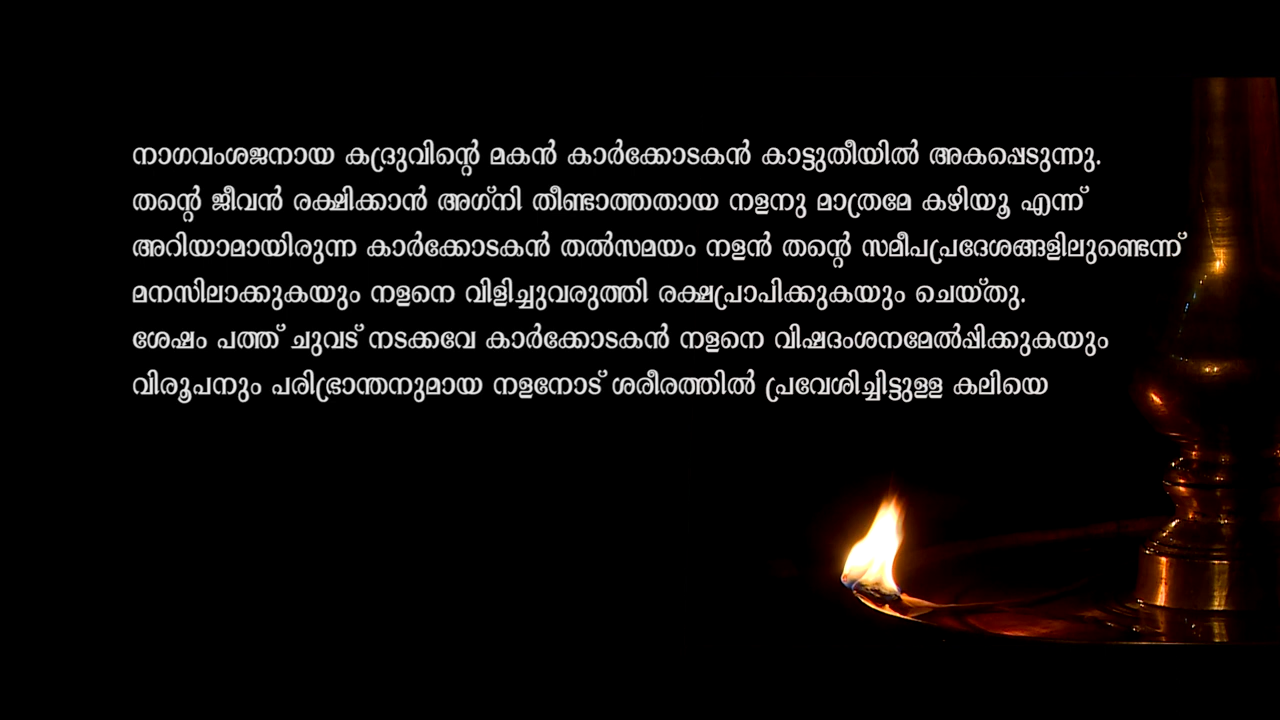 നാഗവംശജനായ കദ്രുവിന്റെ മകൻ കാർക്കോടകൻ കാട്ടുതീയിൽ അകപ്പെടുന്നു.
തന്റെ ജീവൻ രക്ഷിക്കാൻ അഗ്‌നി തീണ്ടാത്തതായ നളനു മാത്രമേ കഴിയൂ എന്ന്
അറിയാമായിരുന്ന കാർക്കോടകൻ തൽസമയം നളൻ തന്റെ സമീപപ്രദേശങ്ങളിലുണ്ടെന്ന്
മനസിലാക്കുകയും നളനെ വിളിച്ചുവരുത്തി രക്ഷപ്രാപിക്കുകയും ചെയ്തു.
ശേഷം പത്ത് ചുവട് നടക്കവേ കാർക്കോടകൻ നളനെ വിഷദംശനമേൽപ്പിക്കുകയും
വിരൂപനും പരിഭ്രാന്തനുമായ നളനോട് ശരീരത്തിൽ പ്രവേശിച്ചിട്ടുളള കലിയെ